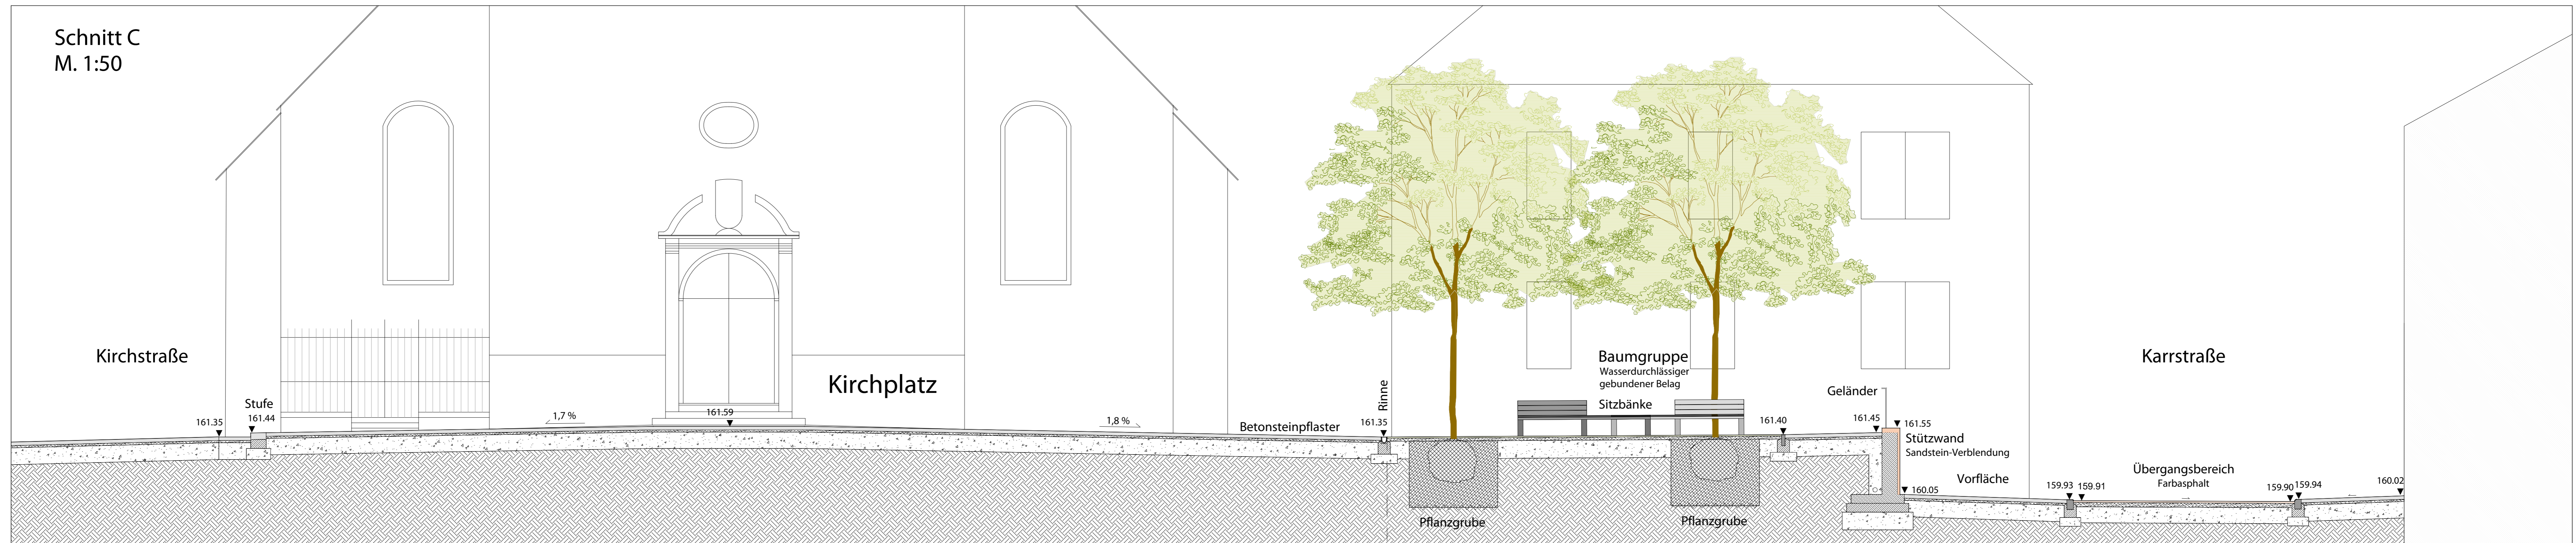 Schnitt C
M. 1:50
Kirchstraße
161.35
Stufe
161.44
1,7 %
161.59
Kirchplatz
1,8 %
Betonsteinpflaster
Rinne
161.35
Pflanzgrube
Baumgruppe
Wasserdurchlässiger
gebundener Belag
Sitzbänke
Pflanzgrube
161.40
Geländer
161.45
161.55
Stützwand
Sandstein-Verblendung
160.05
Vorfläche
159.93
159.91
Übergangsbereich
Farbasphalt
159.90
159.94
Karrstraße
160.02